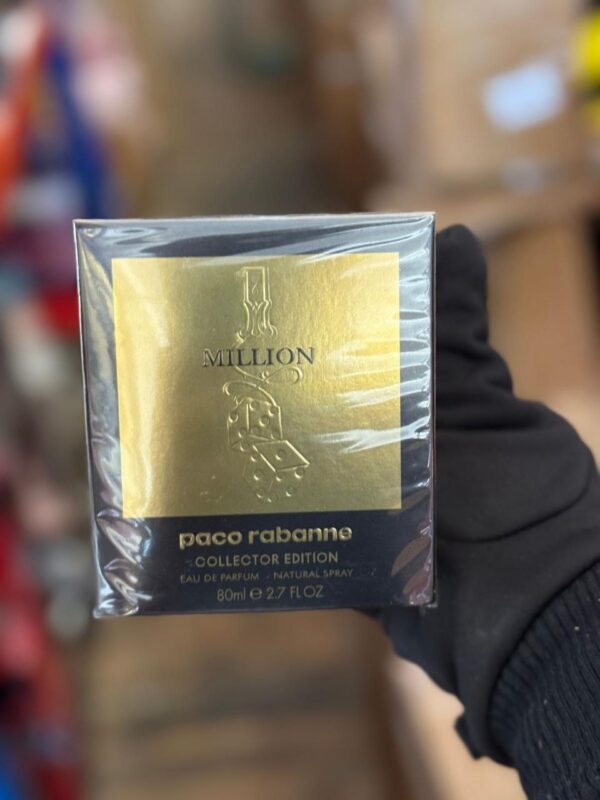 1
MILLION
paco rabanne
COLLECTOR EDITION
EAU DE PARFUM - NATURAL SPRAY
80ml e 2.7 FL OZ